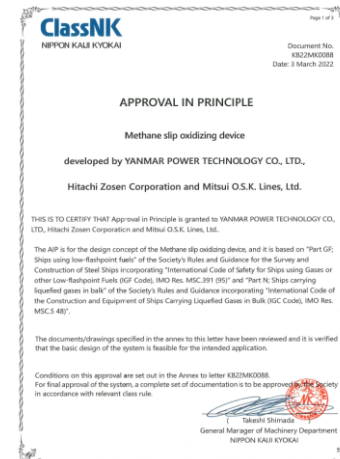 Page 1 of 3
ClassNK
NIPPON KAIJI KYOKAI
Document No.
KB22MK0088
Date: 3 March 2022
APPROVAL IN PRINCIPLE
Methane slip oxidizing device
developed by YANMAR POWER TECHNOLOGY CO., LTD.,
Hitachi Zosen Corporation and Mitsui O.S.K. Lines, Ltd.
THIS IS TO CERTIFY THAT Approval in Principle is granted to YANMAR POWER TECHNOLOGY CO.,
LTD., Hitachi Zosen Corporation and Mitsui O.S.K. Lines, Ltd..
The AIP is for the design concept of the Methane slip oxidizing device, and it is based on "Part GF;
Ships using low-flashpoint fuels" of the Society's Rules and Guidance for the Survey and
Construction of Steel Ships incorporating "International Code of Safety for Ships using Gases or
other Low-flashpoint Fuels (IGF Code), IMO Res. MSC.391 (95)" and "Part N; Ships carrying
liquefied gases in balk" of the Society's Rules and Guidance incorporating "International Code of
the Construction and Equipment of Ships Carrying Liquefied Gases in Bulk (IGC Code), IMO Res.
MSC.5 48)".
The documents/drawings specified in the annex to this letter have been reviewed and it is verified
that the basic design of the system is feasible for the intended application.
Conditions on this approval are set out in the Annex to letter KB22MK0088.
For final approval of the system, a complete set of documentation is to be approved by the Society
in accordance with relevant class rule.
( Takeshi Shimada
General Manager of Machinery Department
NIPPON KAIJI KYOKAI